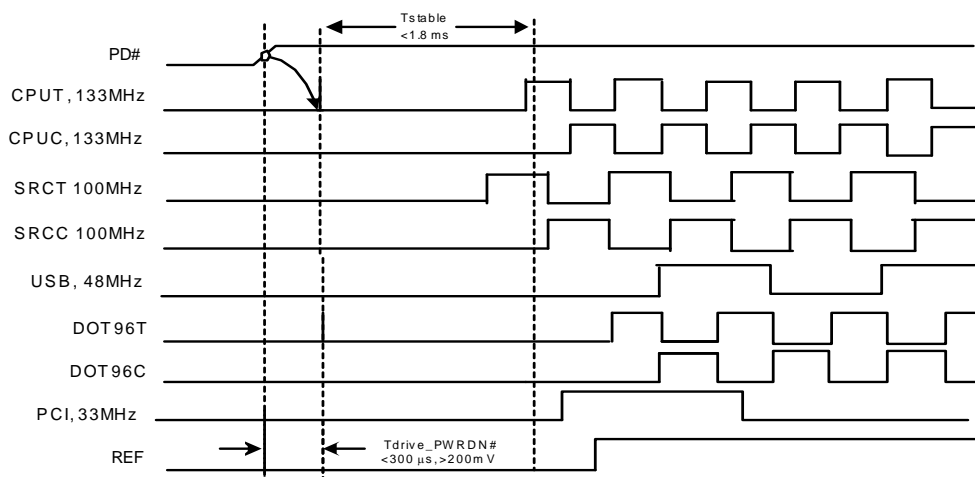 Tstable
<1.8 ms
PD#
CPUT, 133MHz
CPUC, 133MHz
SRCT 100MHz
SRCC 100MHz
USB, 48MHz
DOT96T
DOT96C
PCI, 33MHz
Tdrive_PWRDN#
<300 µs, >200mV
REF